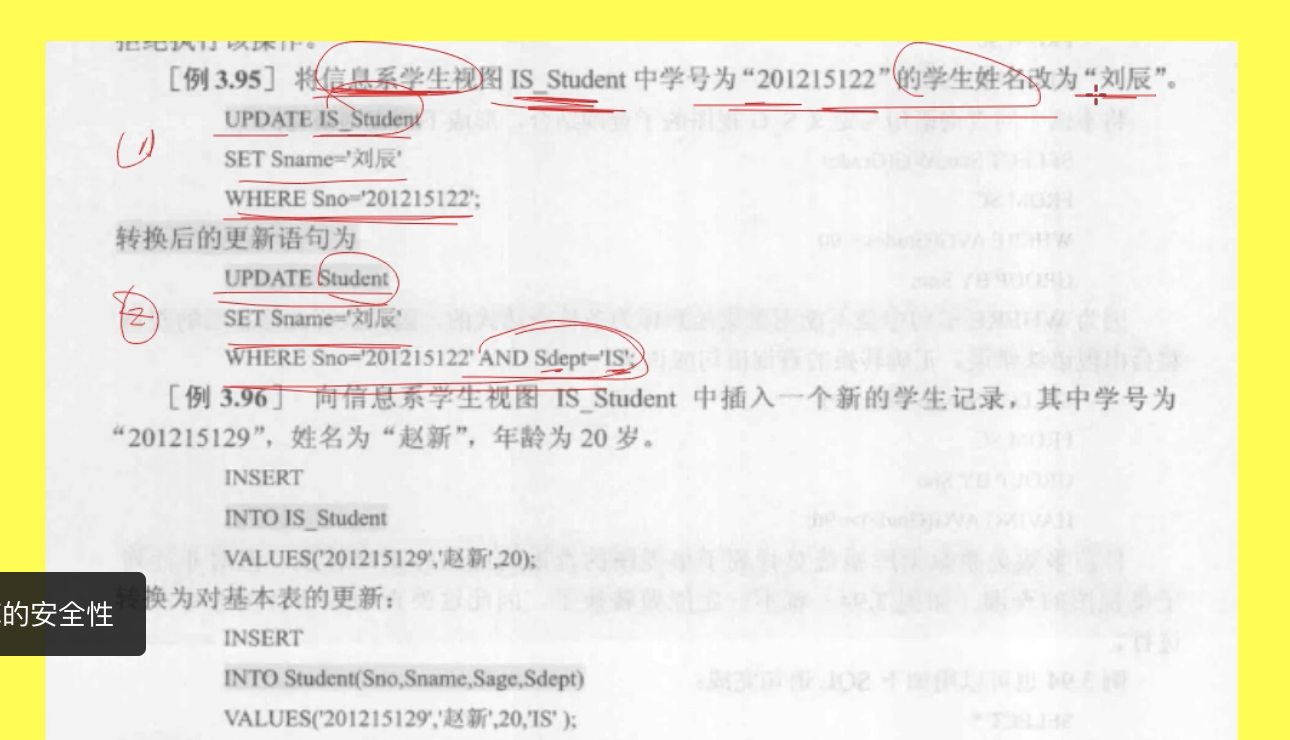 拒绝执行该操作。
［例 3.95］ 将信息系学生视图 IS_Student 中学号为“201215122”的学生姓名改为“刘辰”。
UPDATE IS_Student
(1)
SET Sname='刘辰'
WHERE Sno='201215122';
转换后的更新语句为
UPDATE Student
2
SET Sname='刘辰'
WHERE Sno='201215122' AND Sdept='IS';
［例 3.96］ 向信息系学生视图 IS_Student 中插入一个新的学生记录，其中学号为
“201215129”，姓名为“赵新”，年龄为 20 岁。
INSERT
INTO IS_Student
VALUES('201215129','赵新',20);
的安全性
转换为对基本表的更新：
INSERT
INTO Student(Sno,Sname,Sage,Sdept)
VALUES('201215129','赵新',20,'IS' );